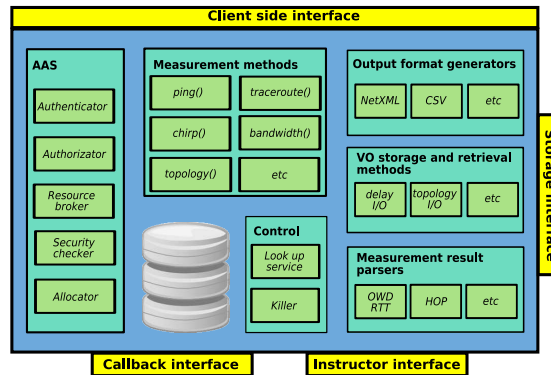 Client side interface
AAS
Authenticator
Authorizator
Resource
broker
Security
checker
Allocator
Measurement methods
ping()
traceroute()
chirp()
bandwidth()
topology()
etc
Control
Look up
service
Killer
Output format generators
NetXML
CSV
etc
VO storage and retrieval
methods
delay
I/O
topology
I/O
etc
Measurement result
parsers
OWD
RTT
HOP
etc
Storage interface
Callback interface
Instructor interface